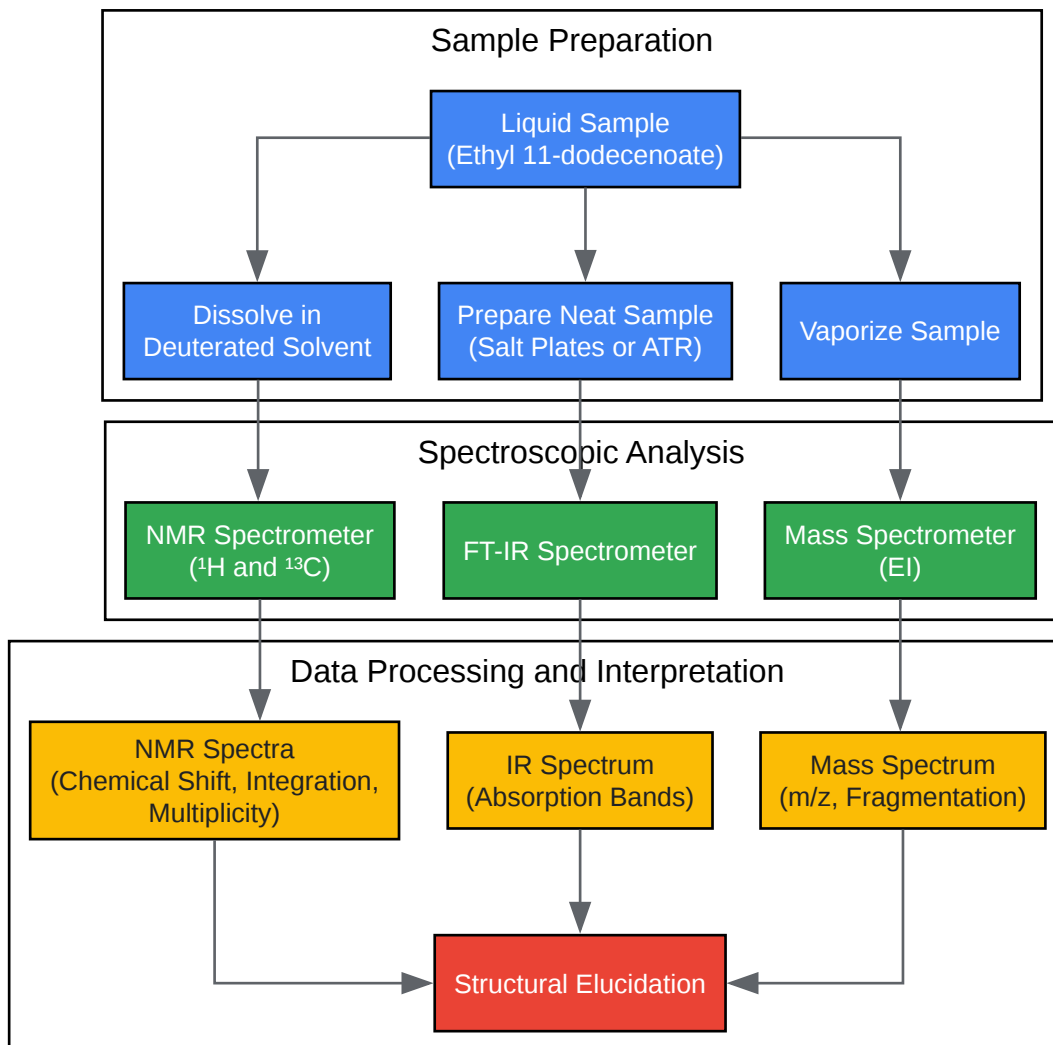 Sample Preparation
Liquid Sample
(Ethyl 11-dodecenoate)
Dissolve in
Deuterated Solvent
Prepare Neat Sample
(Salt Plates or ATR)
Vaporize Sample
Spectroscopic Analysis
NMR Spectrometer
(¹H and ¹³C)
FT-IR Spectrometer
Mass Spectrometer
(EI)
Data Processing and Interpretation
NMR Spectra
(Chemical Shift, Integration,
Multiplicity)
IR Spectrum
(Absorption Bands)
Mass Spectrum
(m/z, Fragmentation)
Structural Elucidation